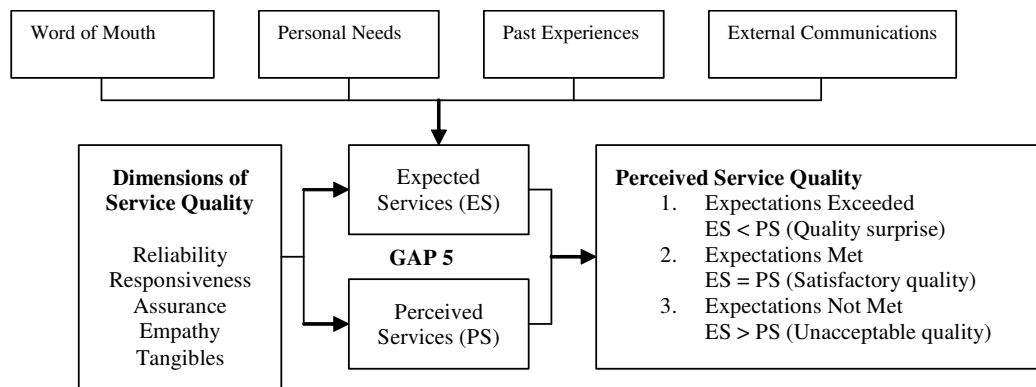 Word of Mouth
Personal Needs
Past Experiences
External Communications
Dimensions of
Service Quality
Reliability
Responsiveness
Assurance
Empathy
Tangibles
Expected
Services (ES)
GAP 5
Perceived
Services (PS)
Perceived Service Quality
1. Expectations Exceeded
ES < PS (Quality surprise)
2. Expectations Met
ES = PS (Satisfactory quality)
3. Expectations Not Met
ES > PS (Unacceptable quality)